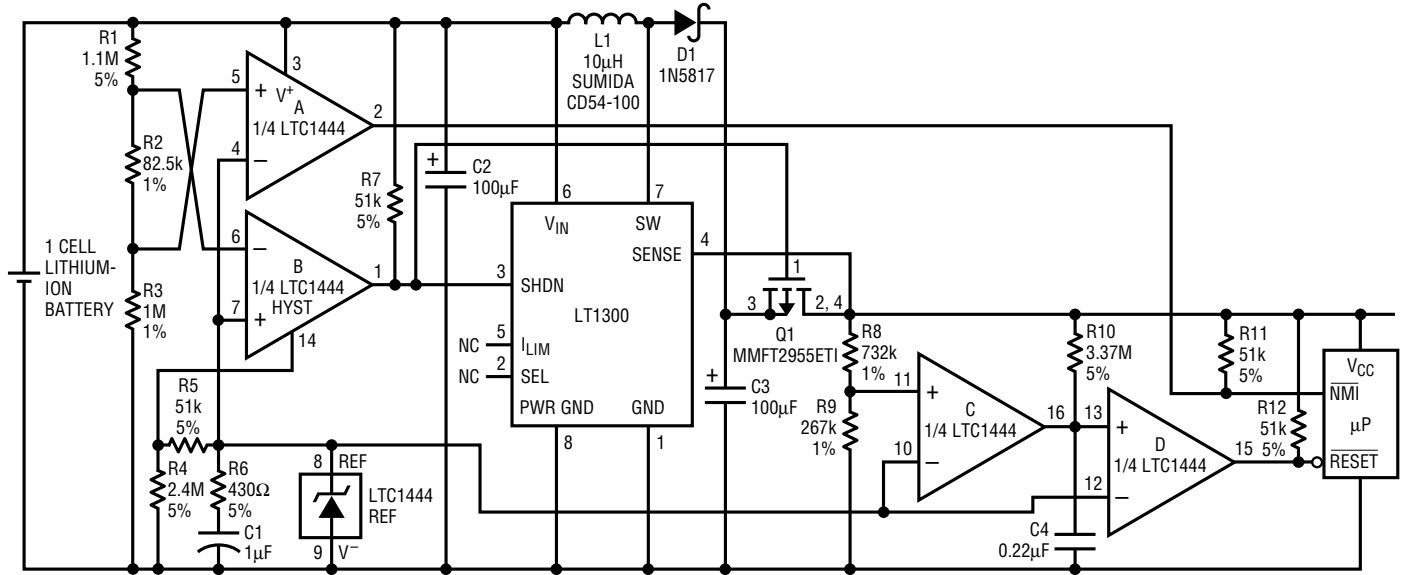 R1
1.1M
5%
5
+
3
V+
A
1/4 LTC1444
2
4
–
R2
82.5k
1%
6
–
B
1/4 LTC1444
HYST
1
7
+
14
1 CELL
LITHIUM-
ION
BATTERY
R3
1M
1%
R5
51k
5%
R4
2.4M
5%
R6
430Ω
5%
C1
1µF
8 REF
LTC1444
REF
9 V–
R7
51k
5%
+
C2
100µF
L1
10µH
SUMIDA
CD54-100
D1
1N5817
6
7
VIN
SW
SENSE
4
3
SHDN
LT1300
NC
5
ILIM
NC
2
SEL
PWR GND
GND
8
1
1
3
2, 4
Q1
MMFT2955ETI
+
C3
100µF
R8
732k
1%
R9
267k
1%
11
+
C
1/4 LTC1444
10
–
16
R10
3.37M
5%
13
+
D
1/4 LTC1444
12
–
15
C4
0.22µF
R11
51k
5%
R12
51k
5%
VCC
NMI
µP
RESET